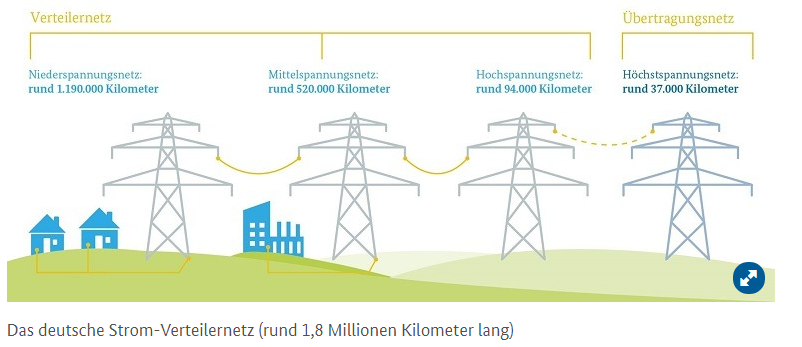 Verteilernetz
Übertragungsnetz
Niederspannungsnetz:
rund 1.190.000 Kilometer
Mittelspannungsnetz:
rund 520.000 Kilometer
Hochspannungsnetz:
rund 94.000 Kilometer
Höchstspannungsnetz:
rund 37.000 Kilometer
Das deutsche Strom-Verteilernetz (rund 1,8 Millionen Kilometer lang)